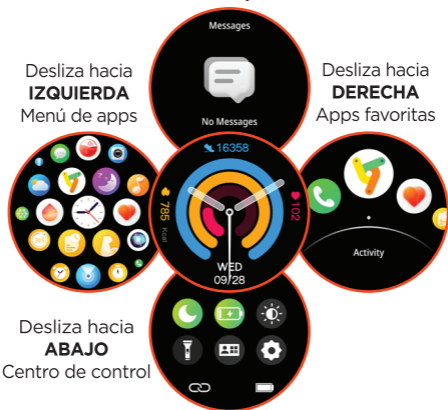 Messages
No Messages
Desliza hacia
IZQUIERDA
Menú de apps
Desliza hacia
DERECHA
Apps favoritas
16358
785
Kcal
102
WED
09/28
Activity
Desliza hacia
ABAJO
Centro de control